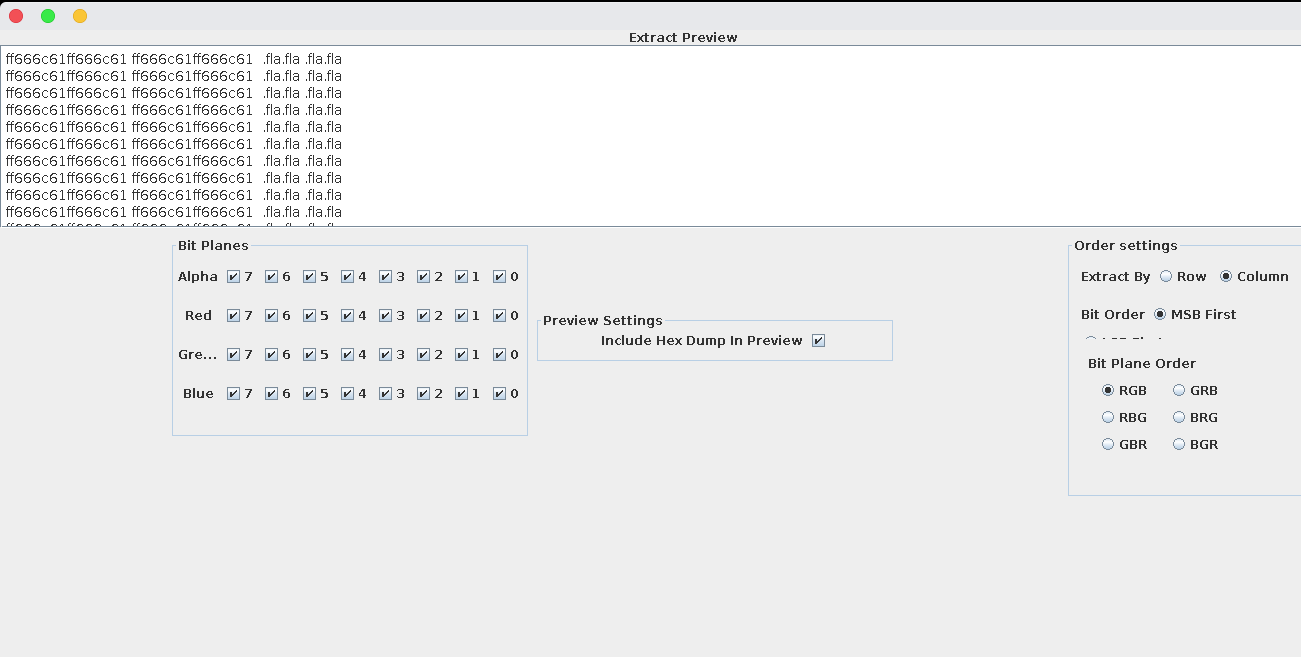 Extract Preview
ff666c61ff666c61 ff666c61ff666c61 .fla.fla .fla.fla
ff666c61ff666c61 ff666c61ff666c61 .fla.fla .fla.fla
ff666c61ff666c61 ff666c61ff666c61 .fla.fla .fla.fla
ff666c61ff666c61 ff666c61ff666c61 .fla.fla .fla.fla
ff666c61ff666c61 ff666c61ff666c61 .fla.fla .fla.fla
ff666c61ff666c61 ff666c61ff666c61 .fla.fla .fla.fla
ff666c61ff666c61 ff666c61ff666c61 .fla.fla .fla.fla
ff666c61ff666c61 ff666c61ff666c61 .fla.fla .fla.fla
ff666c61ff666c61 ff666c61ff666c61 .fla.fla .fla.fla
ff666c61ff666c61 ff666c61ff666c61 .fla.fla .fla.fla
Bit Planes
Alpha 7 6 5 4 3 2 1 0
Red 7 6 5 4 3 2 1 0
Gre... 7 6 5 4 3 2 1 0
Blue 7 6 5 4 3 2 1 0
Preview Settings
Include Hex Dump In Preview
Order settings
Extract By Row Column
Bit Order MSB First
Bit Plane Order
RGB GRB
RBG BRG
GBR BGR